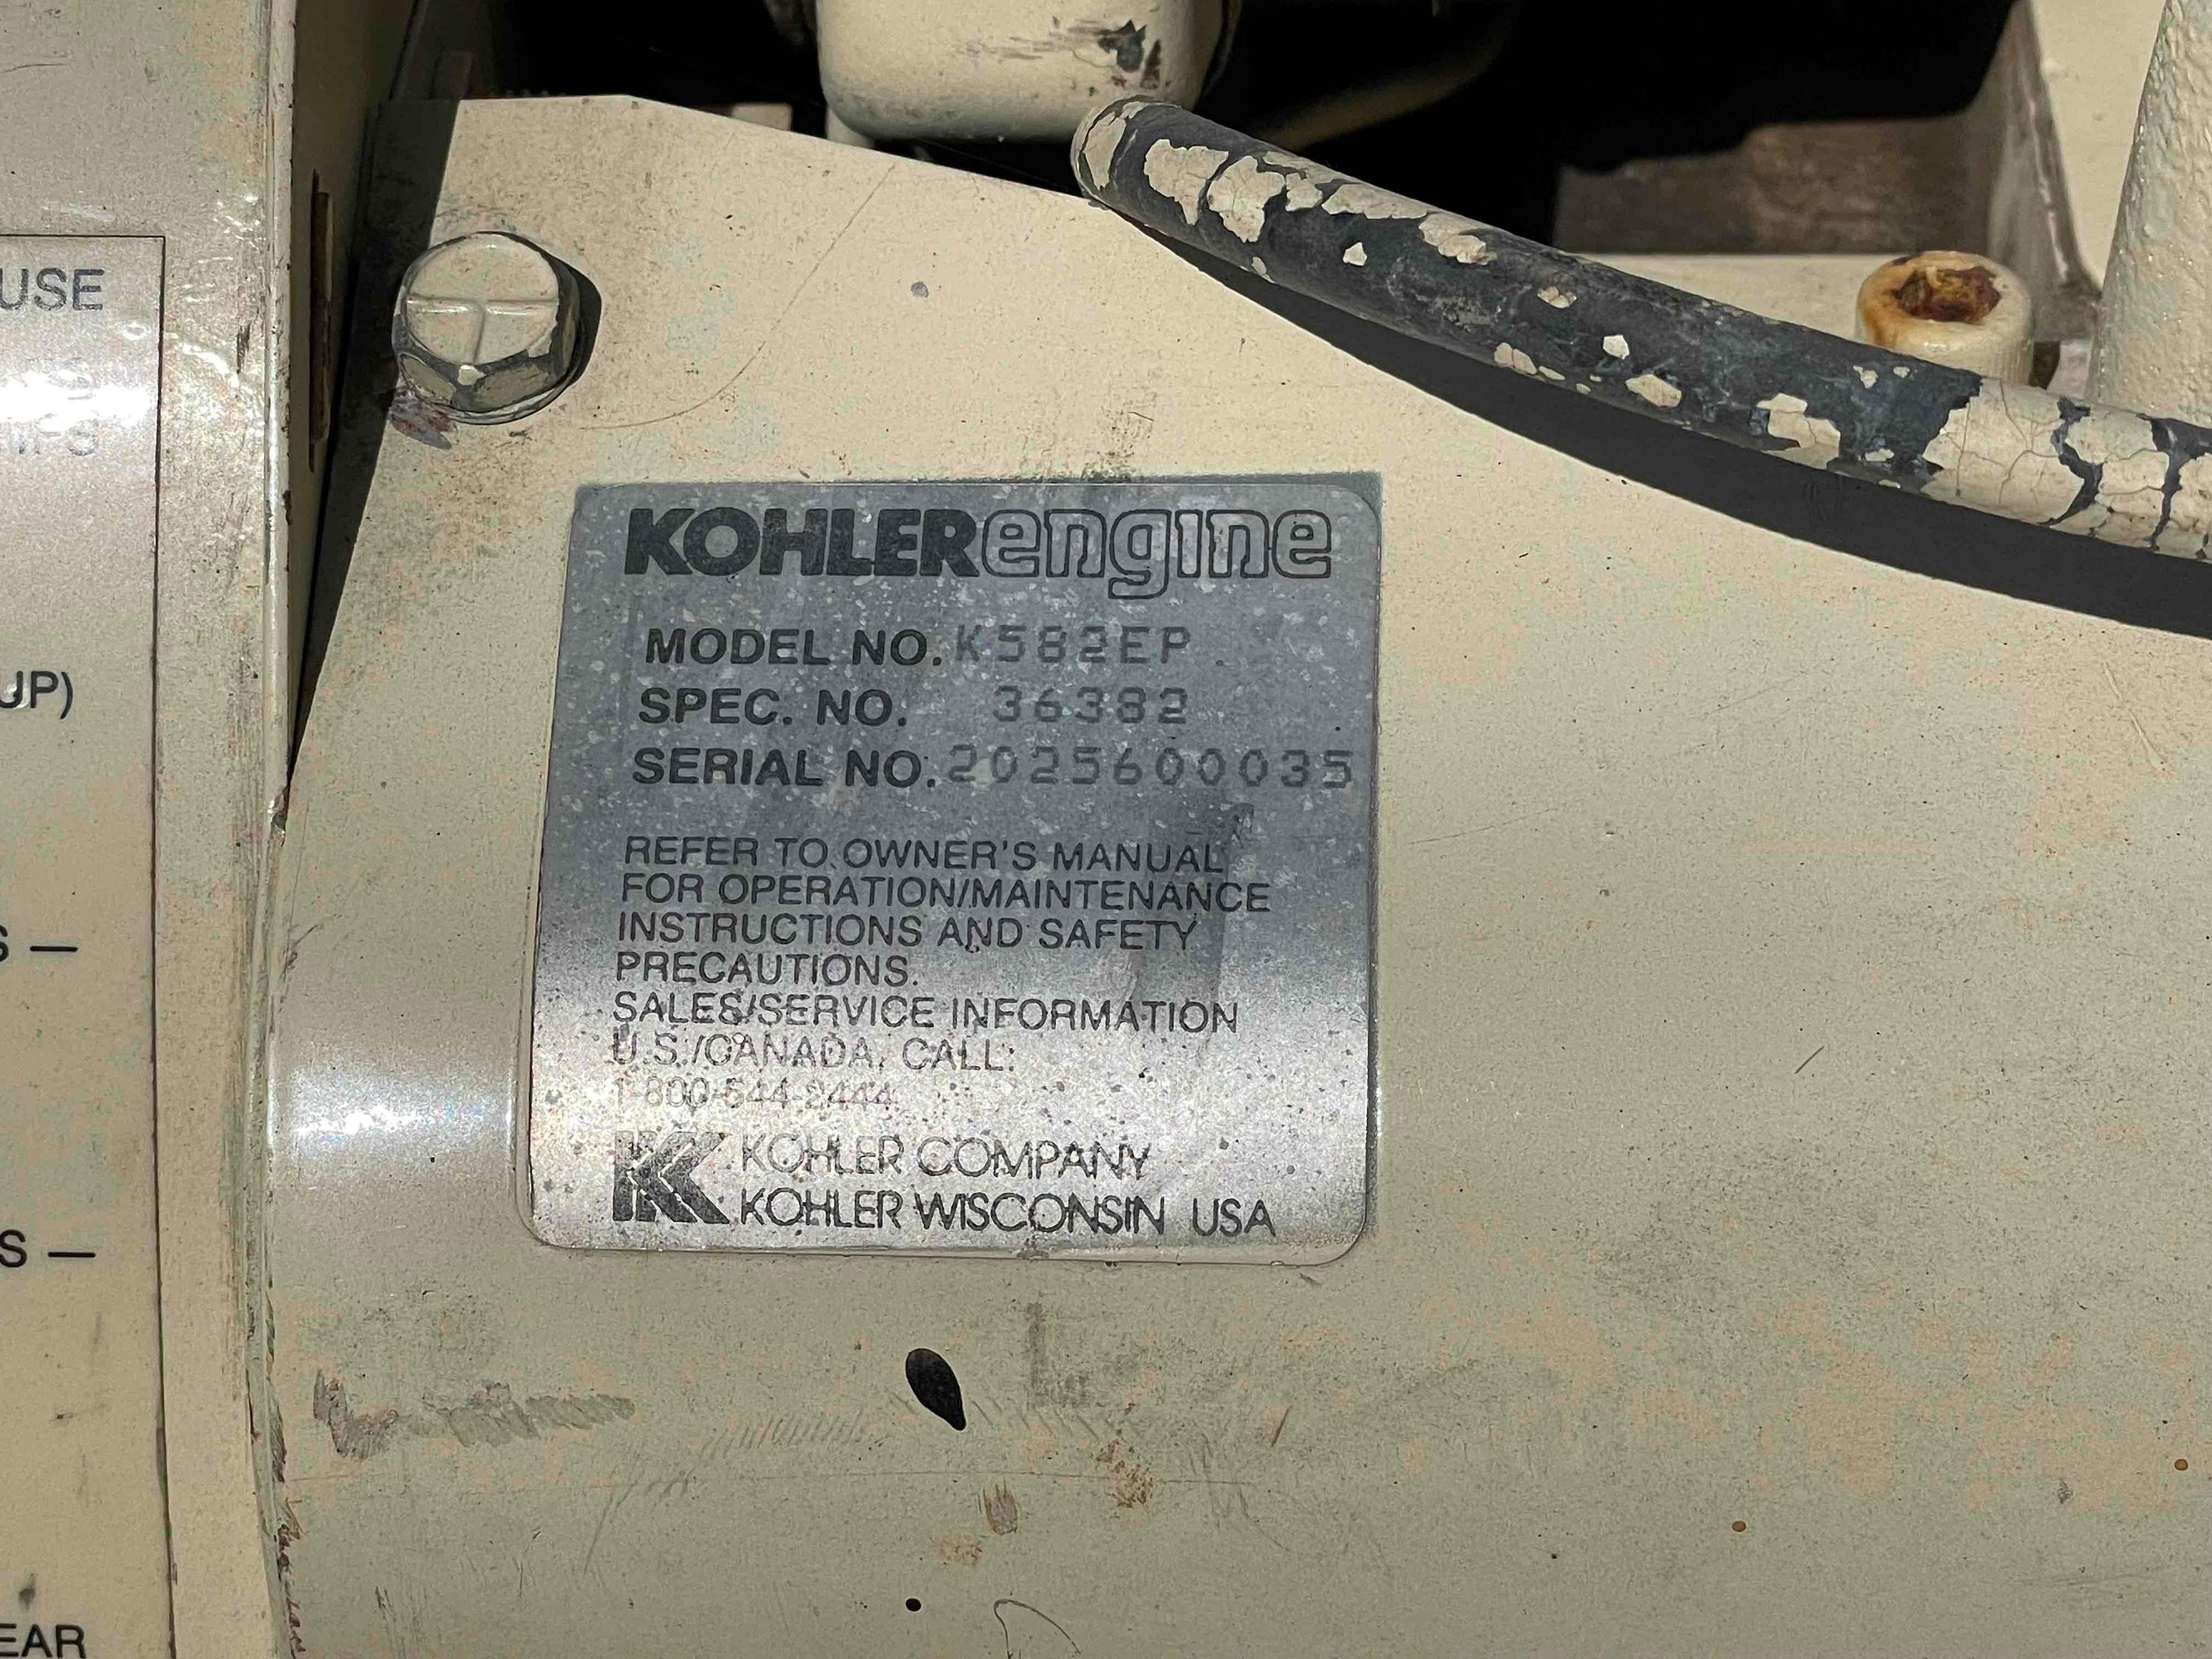 USE
UP)
S —
S —
EAR
KOHLERengine
MODEL NO. K582EP
SPEC. NO. 36382
SERIAL NO. 2025600035
REFER TO OWNER'S MANUAL
FOR OPERATION/MAINTENANCE
INSTRUCTIONS AND SAFETY
PRECAUTIONS.
SALES/SERVICE INFORMATION
U.S./CANADA, CALL:
1-800-544-2444
KOHLER COMPANY
KOHLER WISCONSIN USA